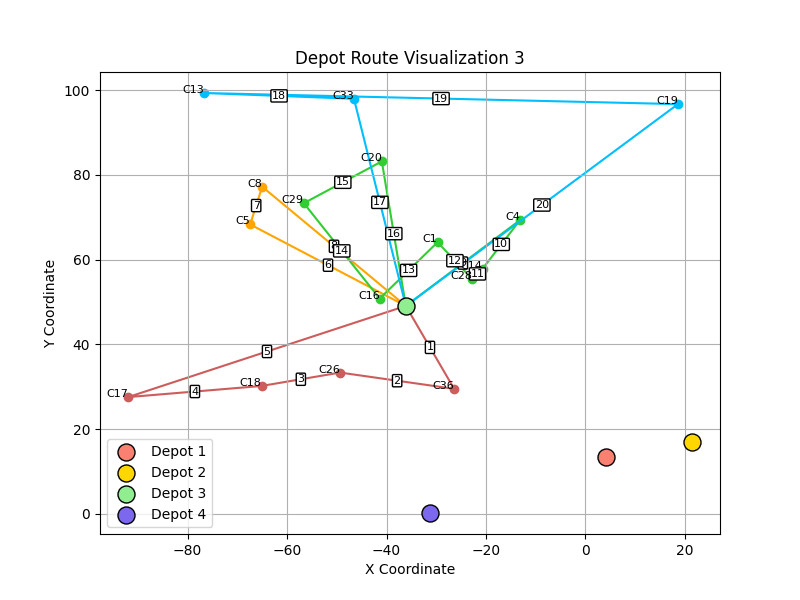 Depot Route Visualization 3
100
80
60
40
20
0
Y Coordinate
−80
−60
−40
−20
0
20
X Coordinate
C13
18
C33
19
C19
C20
15
17
C8
7
C29
C5
16
20
C4
C1
10
14
6
12
13
C28
11
C16
1
5
C17
4
C18
3
C26
2
C36
Depot 1
Depot 2
Depot 3
Depot 4